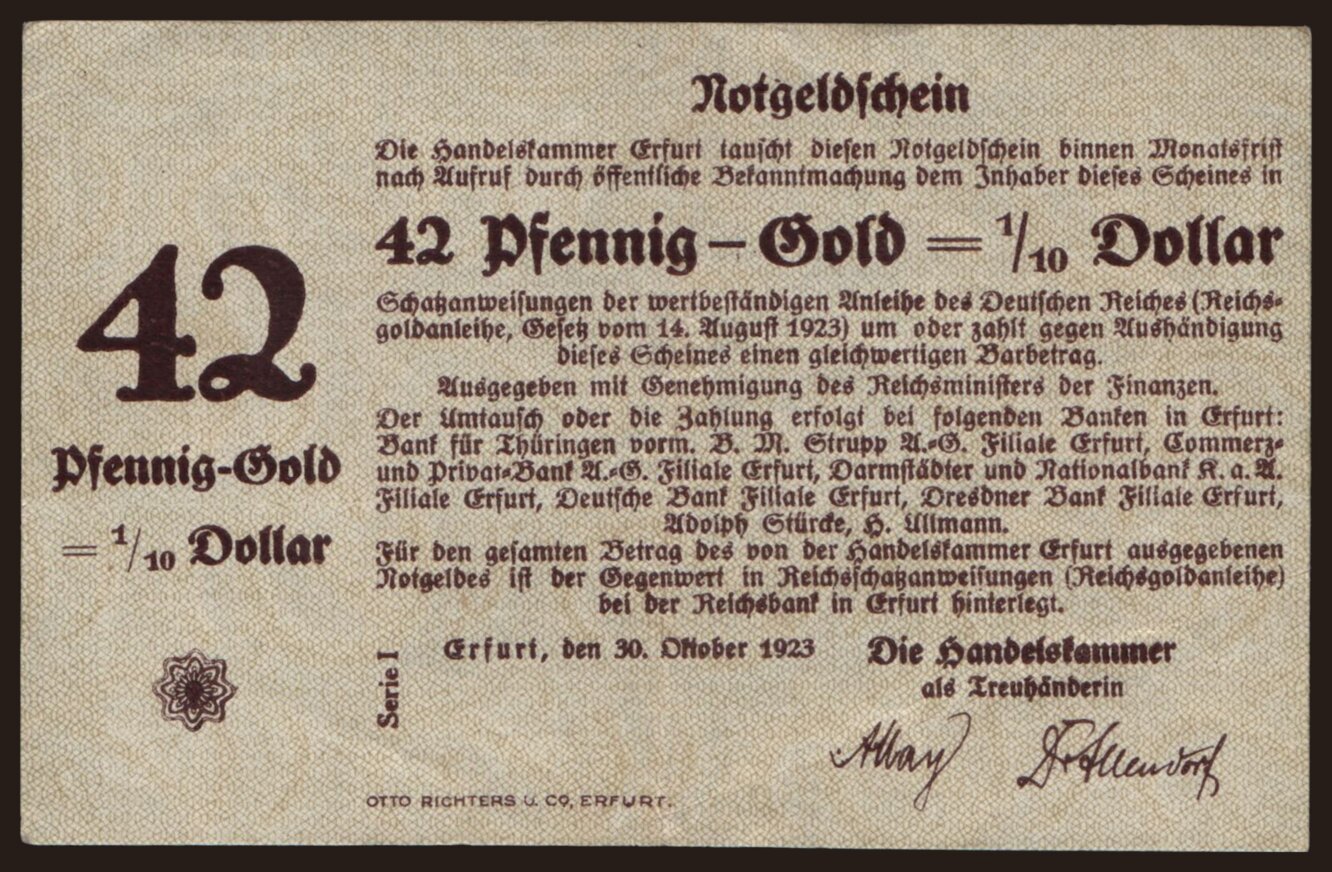 42
Pfennig-Gold
= 1/10 Dollar
Notgeldschein
Die Handelskammer Erfurt tauscht diesen Notgeldschein binnen Monatsfrist
nach Aufruf durch öffentliche Bekanntmachung dem Inhaber dieses Scheines in
42 Pfennig–Gold = 1/10 Dollar
Schatzanweisungen der wertbeständigen Anleihe des Deutschen Reiches (Reichs-
goldanleihe, Gesetz vom 14. August 1923) um oder zahlt gegen Aushändigung
dieses Scheines einen gleichwertigen Barbetrag.
Ausgegeben mit Genehmigung des Reichsministers der Finanzen.
Der Umtausch oder die Zahlung erfolgt bei folgenden Banken in Erfurt:
Bank für Thüringen vorm. B. M. Strupp A.-G. Filiale Erfurt, Commerz-
und Privat-Bank A.-G. Filiale Erfurt, Darmstädter und Nationalbank K. a. A.
Filiale Erfurt, Deutsche Bank Filiale Erfurt, Dresdner Bank Filiale Erfurt,
Adolph Stürcke, H. Ullmann.
Für den gesamten Betrag des von der Handelskammer Erfurt ausgegebenen
Notgeldes ist der Gegenwert in Reichsschatzanweisungen (Reichsgoldanleihe)
bei der Reichsbank in Erfurt hinterlegt.
Serie I
Erfurt, den 30. Oktober 1923
Die Handelskammer
als Treuhänderin
Dr Allendorf
OTTO RICHTERS U. CO, ERFURT.